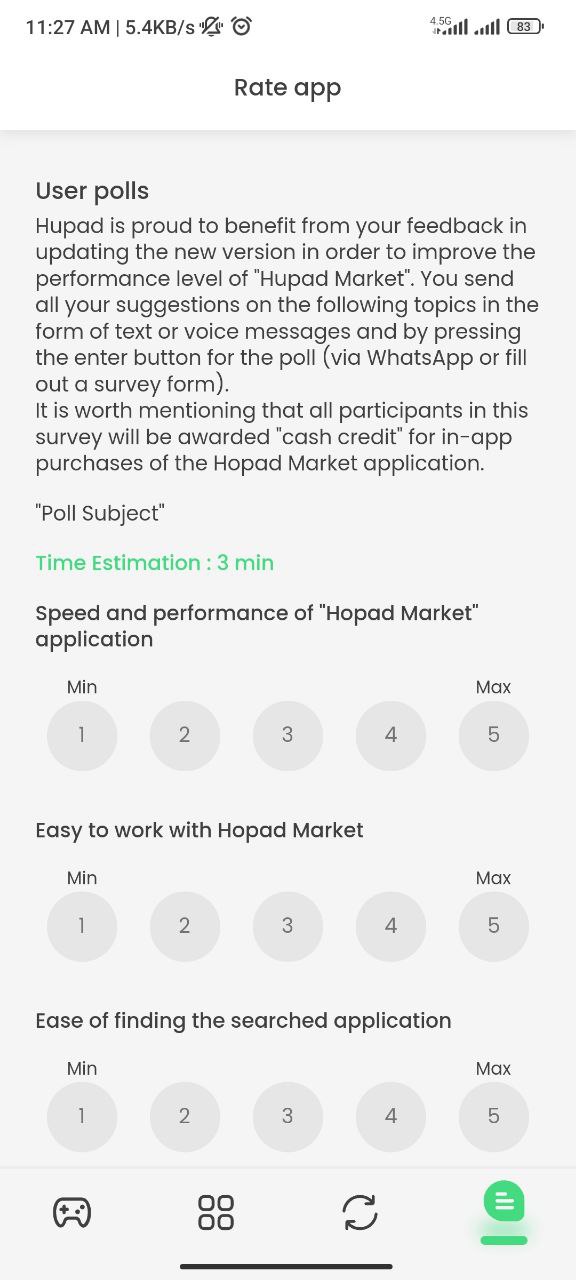 11:27 AM | 5.4KB/s
4.5G
83
Rate app
User polls
Hupad is proud to benefit from your feedback in
updating the new version in order to improve the
performance level of "Hupad Market". You send
all your suggestions on the following topics in the
form of text or voice messages and by pressing
the enter button for the poll (via WhatsApp or fill
out a survey form).
It is worth mentioning that all participants in this
survey will be awarded "cash credit" for in-app
purchases of the Hopad Market application.
"Poll Subject"
Time Estimation : 3 min
Speed and performance of "Hopad Market"
application
Min Max
1 2 3 4 5
Easy to work with Hopad Market
Min Max
1 2 3 4 5
Ease of finding the searched application
Min Max
1 2 3 4 5